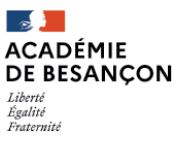 ACADÉMIE
DE BESANÇON
Liberté
Égalité
Fraternité